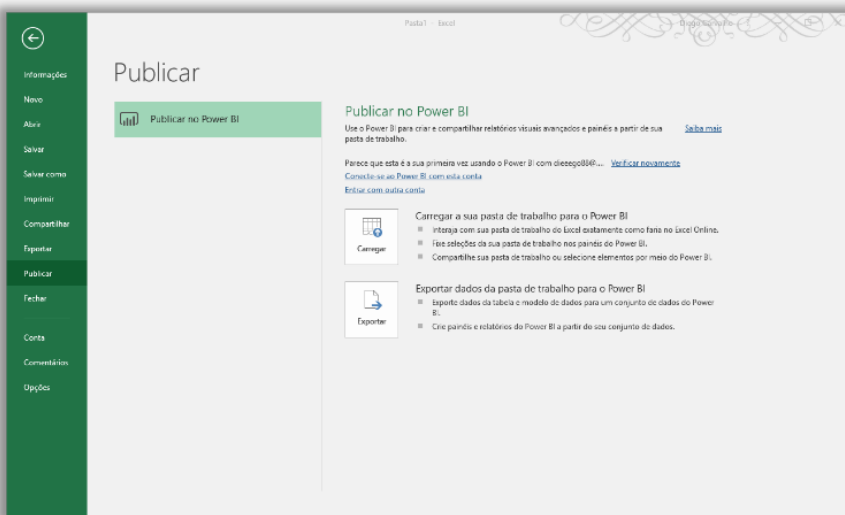 Pasta1 - Excel
Diogo Carvalho
Informações
Novo
Abrir
Salvar
Salvar como
Imprimir
Compartilhar
Exportar
Publicar
Fechar
Conta
Comentários
Opções
Publicar
Publicar no Power BI
Publicar no Power BI
Use o Power BI para criar e compartilhar relatórios visuais avançados e painéis a partir de sua Saiba mais
pasta de trabalho.
Parece que esta é a sua primeira vez usando o Power BI com dieeego88@... Verificar novamente
Conecte-se ao Power BI com esta conta
Entrar com outra conta
Carregar
Carregar a sua pasta de trabalho para o Power BI
Interaja com sua pasta de trabalho do Excel exatamente como faria no Excel Online.
Fixe seleções da sua pasta de trabalho nos painéis do Power BI.
Compartilhe sua pasta de trabalho ou selecione elementos por meio do Power BI.
Exportar
Exportar dados da pasta de trabalho para o Power BI
Exporte dados da tabela e modelo de dados para um conjunto de dados do Power
BI.
Crie painéis e relatórios do Power BI a partir do seu conjunto de dados.